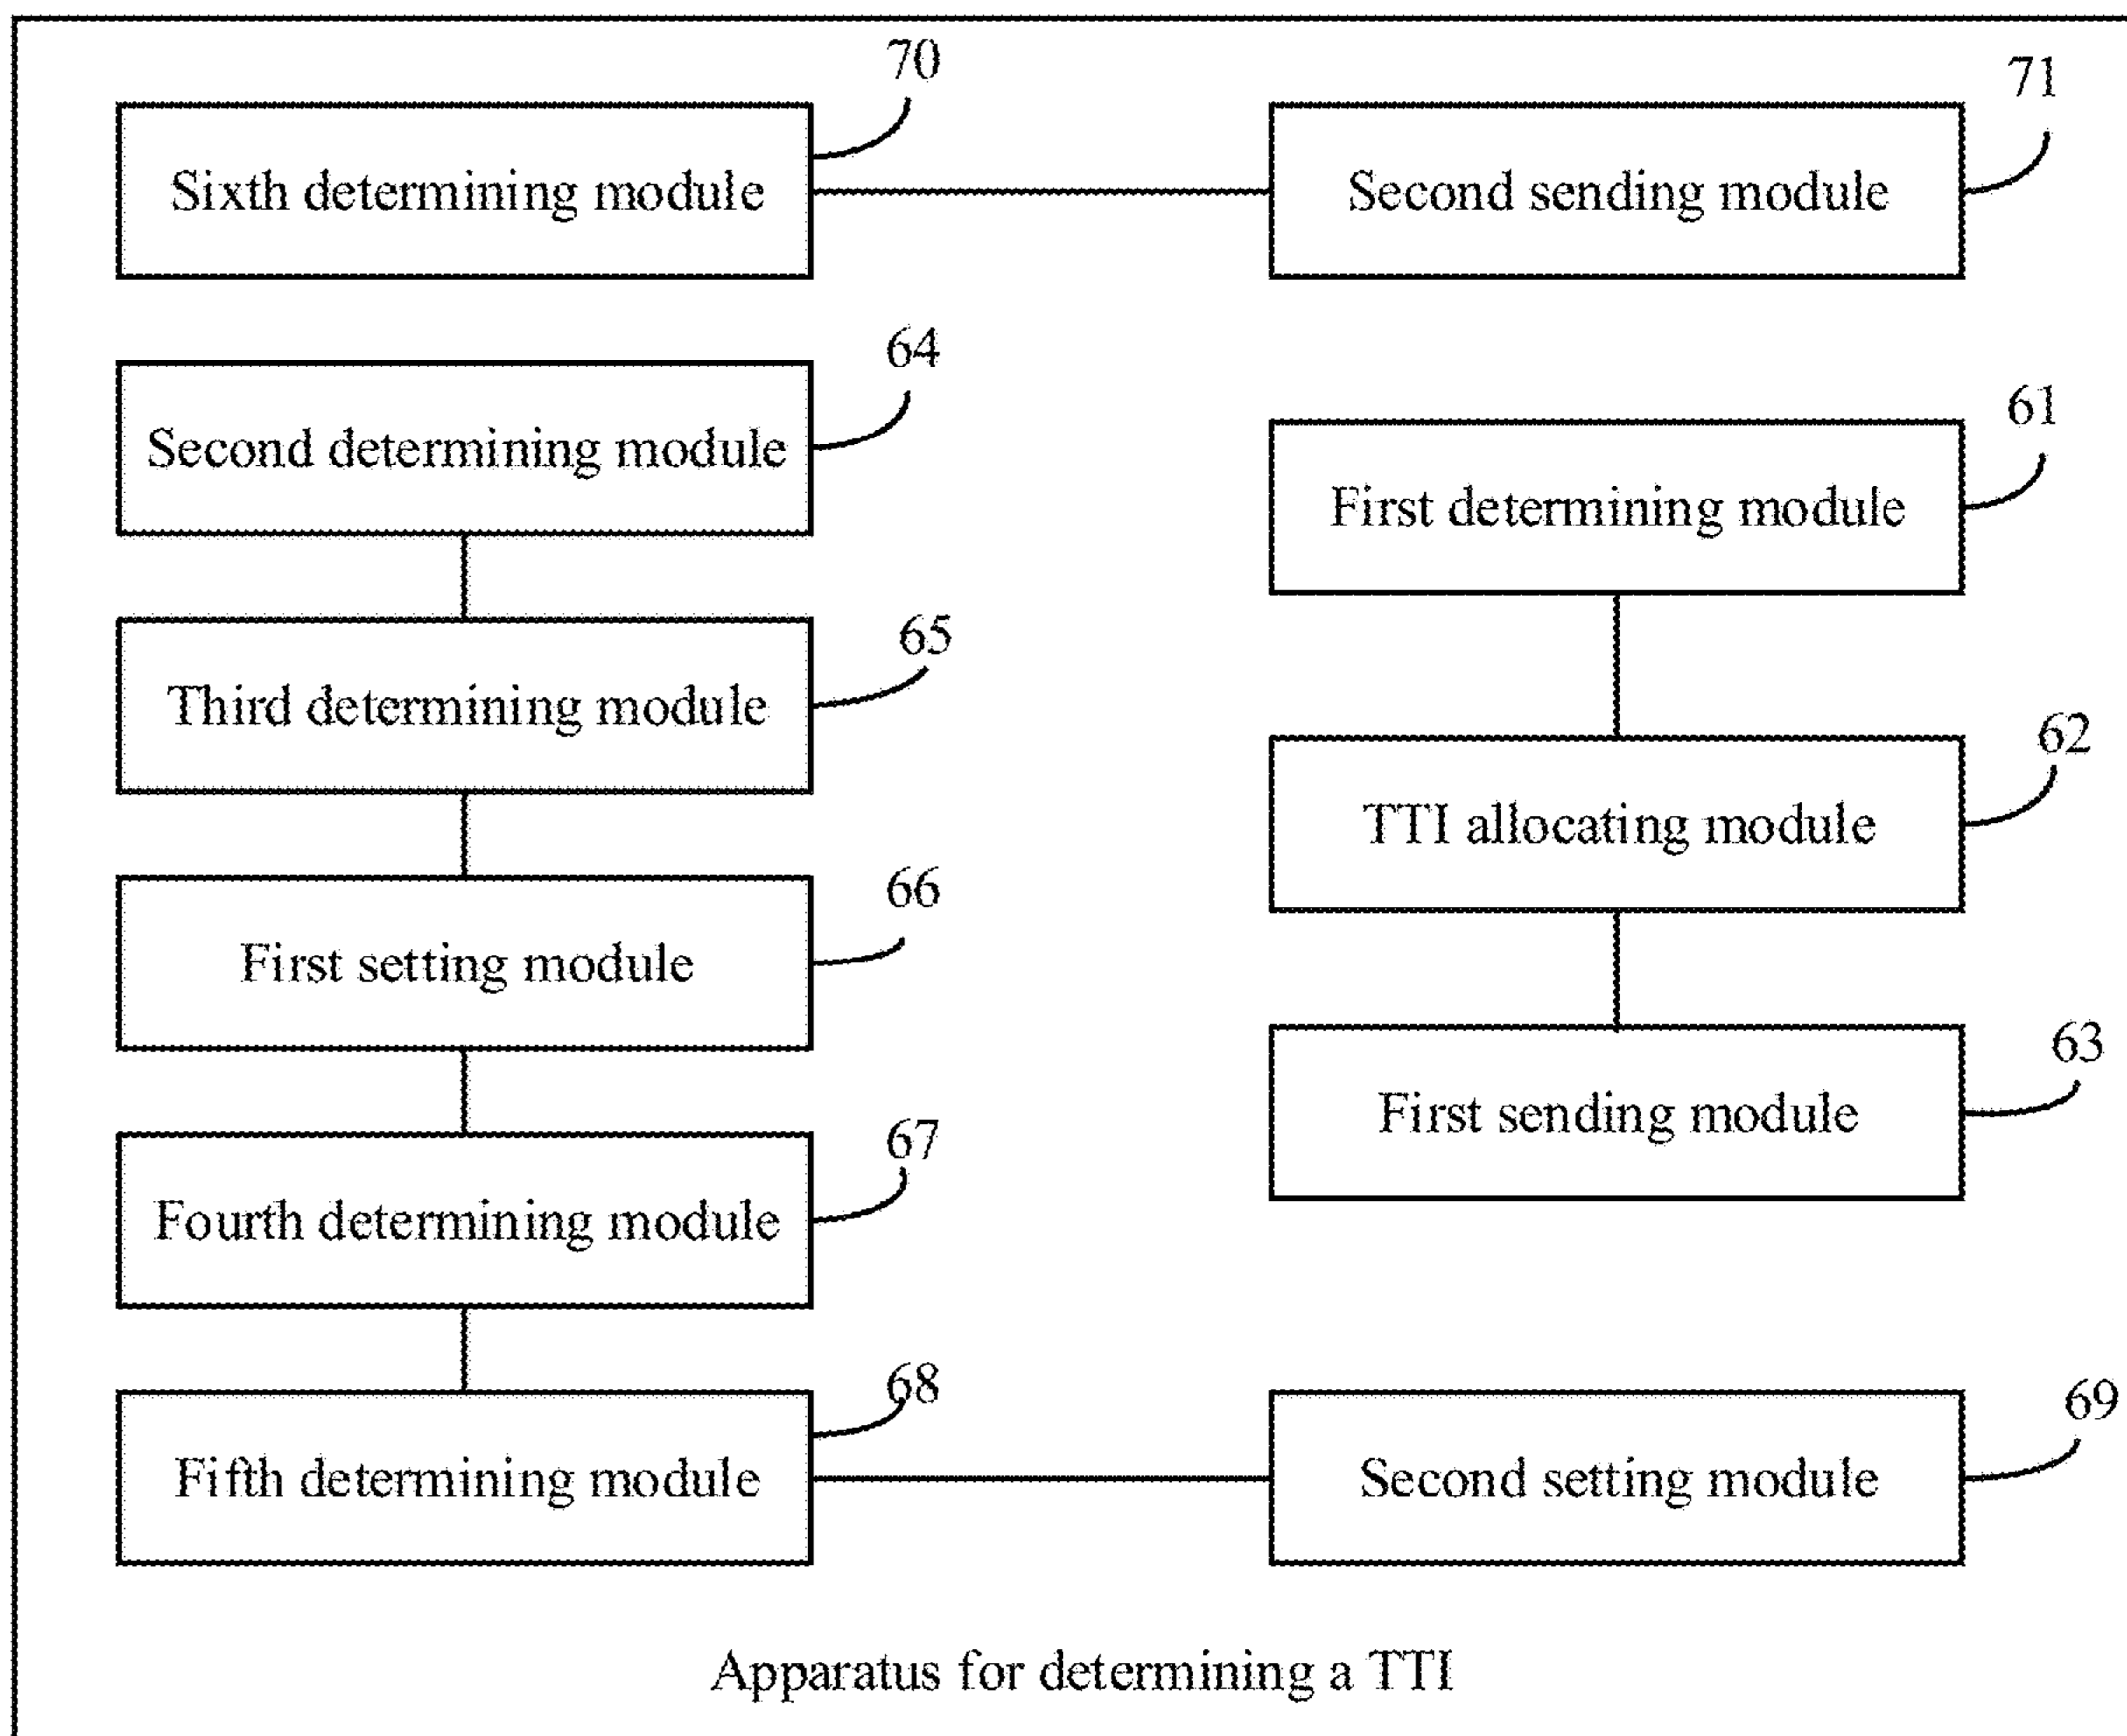 70
71
Sixth determining module
Second sending module
64
Second determining module
61
First determining module
65
Third determining module
62
TTI allocating module
66
First setting module
63
First sending module
67
Fourth determining module
68
69
Fifth determining module
Second setting module
Apparatus for determining a TTI